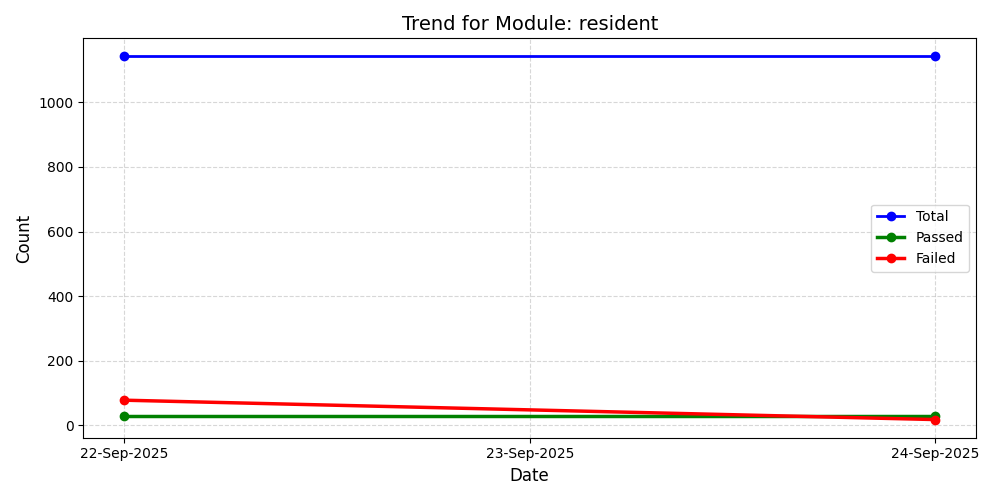 Trend for Module: resident
Count
1000
800
600
400
200
0
Total
Passed
Failed
22-Sep-2025
23-Sep-2025
24-Sep-2025
Date